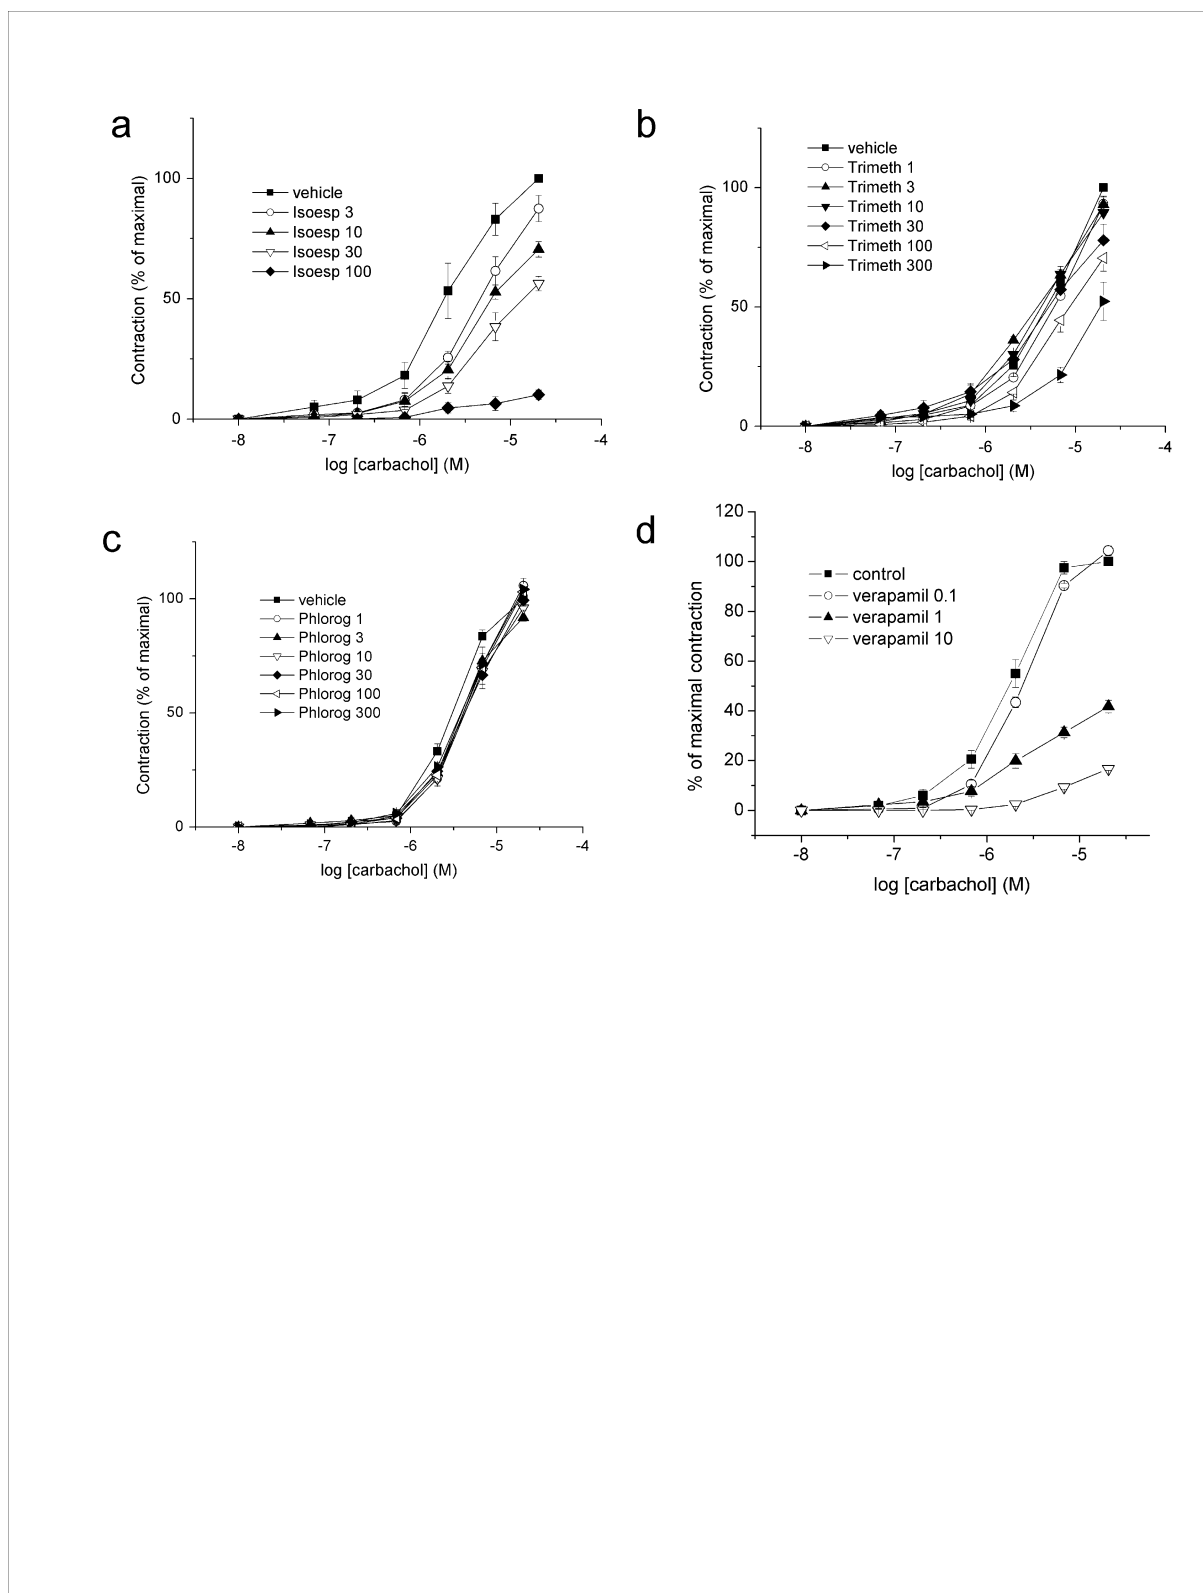 a
Contraction (% of maximal)
100
50
0
vehicle
Isoesp 3
Isoesp 10
Isoesp 30
Isoesp 100
-8 -7 -6 -5 -4
log [carbachol] (M)
b
Contraction (% of maximal)
100
50
0
vehicle
Trimeth 1
Trimeth 3
Trimeth 10
Trimeth 30
Trimeth 100
Trimeth 300
-8 -7 -6 -5 -4
log [carbachol] (M)
c
Contraction (% of maximal)
100
50
0
vehicle
Phlorog 1
Phlorog 3
Phlorog 10
Phlorog 30
Phlorog 100
Phlorog 300
-8 -7 -6 -5 -4
log [carbachol] (M)
d
% of maximal contraction
120
100
80
60
40
20
0
control
verapamil 0.1
verapamil 1
verapamil 10
-8 -7 -6 -5
log [carbachol] (M)